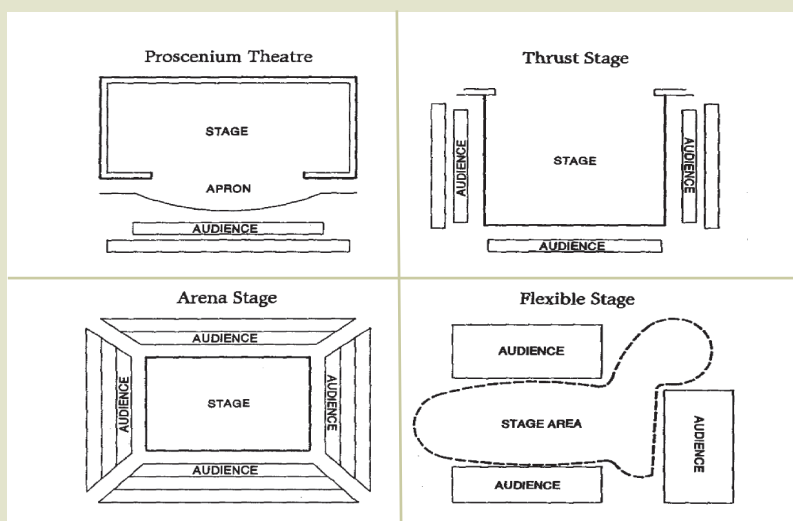 Proscenium Theatre
STAGE
APRON
AUDIENCE
Thrust Stage
AUDIENCE
STAGE
AUDIENCE
AUDIENCE
Arena Stage
AUDIENCE
AUDIENCE
STAGE
AUDIENCE
AUDIENCE
Flexible Stage
AUDIENCE
STAGE AREA
AUDIENCE
AUDIENCE